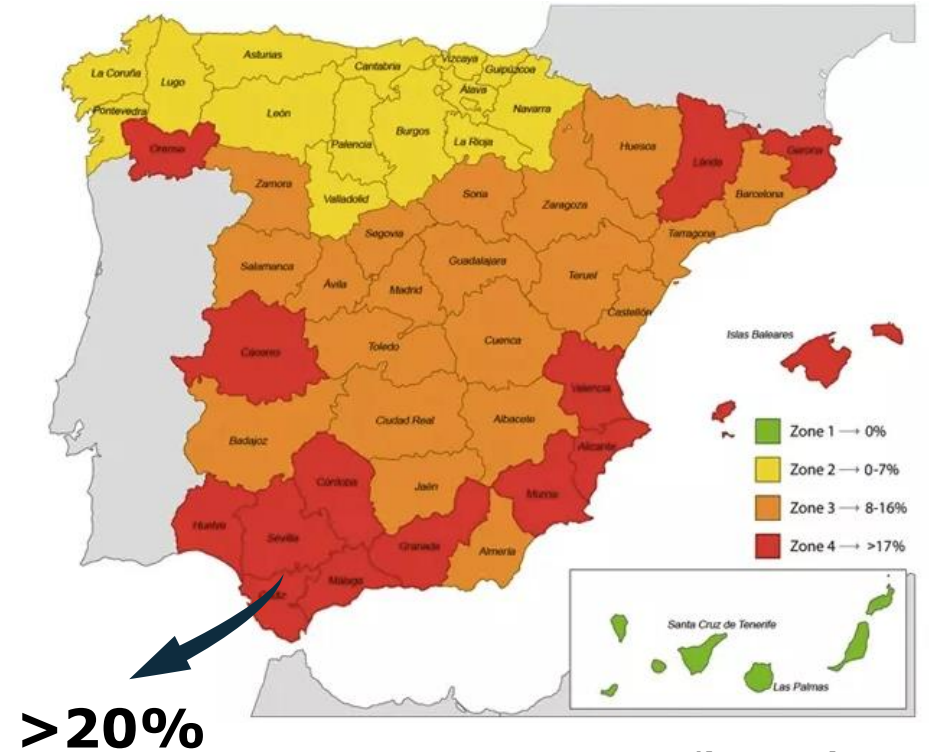 Asturias
Cantabria
Vizcaya
Guipúzcoa
La Coruña
Lugo
Álava
León
Navarra
Pontevedra
Burgos
Palencia
La Rioja
Orense
Huesca
Lérida
Gerona
Zamora
Valladolid
Soria
Zaragoza
Barcelona
Segovia
Tarragona
Salamanca
Guadalajara
Ávila
Madrid
Teruel
Castellón
Islas Baleares
Cáceres
Toledo
Cuenca
Valencia
Ciudad Real
Albacete
Badajoz
Alicante
Córdoba
Jaén
Murcia
Huelva
Sevilla
Granada
Almería
Málaga
Cádiz
Zone 1 → 0%
Zone 2 → 0-7%
Zone 3 → 8-16%
Zone 4 → >17%
Santa Cruz de Tenerife
Las Palmas
>20%